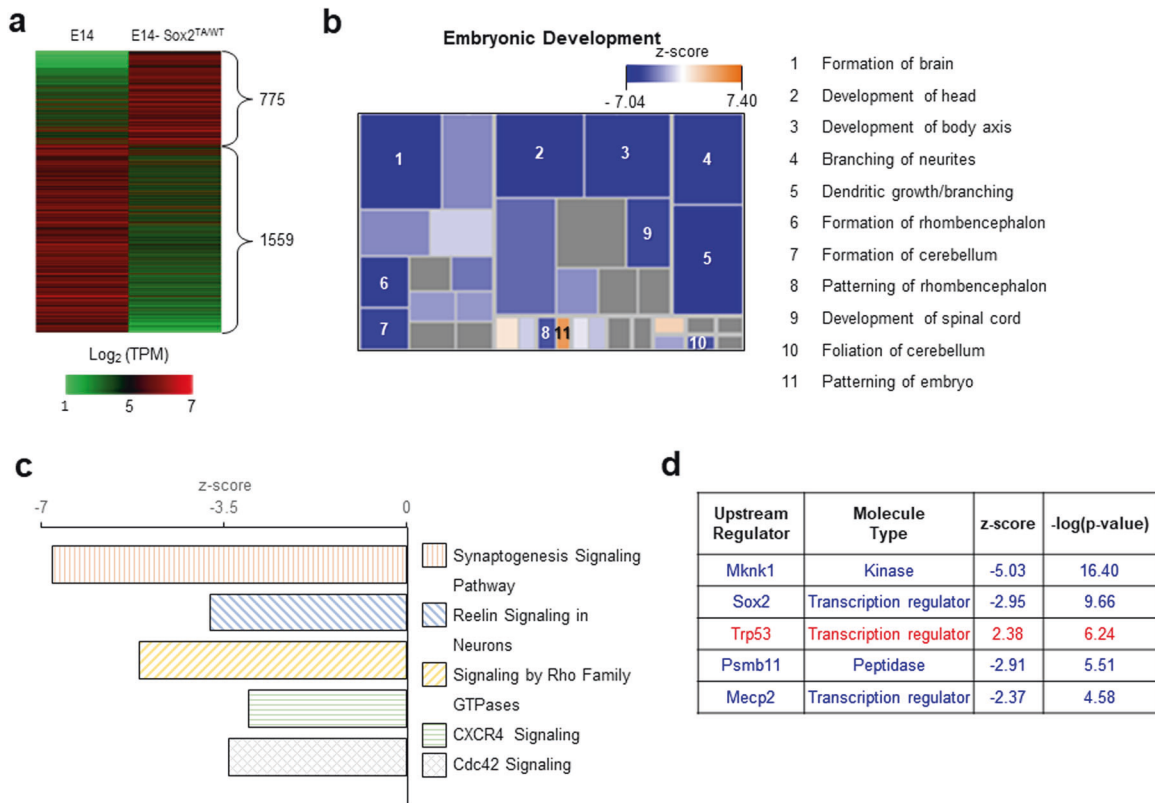 a
E14
E14- Sox2TA/WT
775
1559
Log2 (TPM)
1
5
7
b
Embryonic Development
z-score
- 7.04
7.40
1
2
3
4
5
6
7
8
9
10
11
1 Formation of brain
2 Development of head
3 Development of body axis
4 Branching of neurites
5 Dendritic growth/branching
6 Formation of rhombencephalon
7 Formation of cerebellum
8 Patterning of rhombencephalon
9 Development of spinal cord
10 Foliation of cerebellum
11 Patterning of embryo
c
z-score
-7
-3.5
0
Synaptogenesis Signaling
Pathway
Reelin Signaling in
Neurons
Signaling by Rho Family
GTPases
CXCR4 Signaling
Cdc42 Signaling
d
Upstream
Regulator
Molecule
Type
z-score
-log(p-value)
Mknk1 Kinase -5.03 16.40
Sox2 Transcription regulator -2.95 9.66
Trp53 Transcription regulator 2.38 6.24
Psmb11 Peptidase -2.91 5.51
Mecp2 Transcription regulator -2.37 4.58